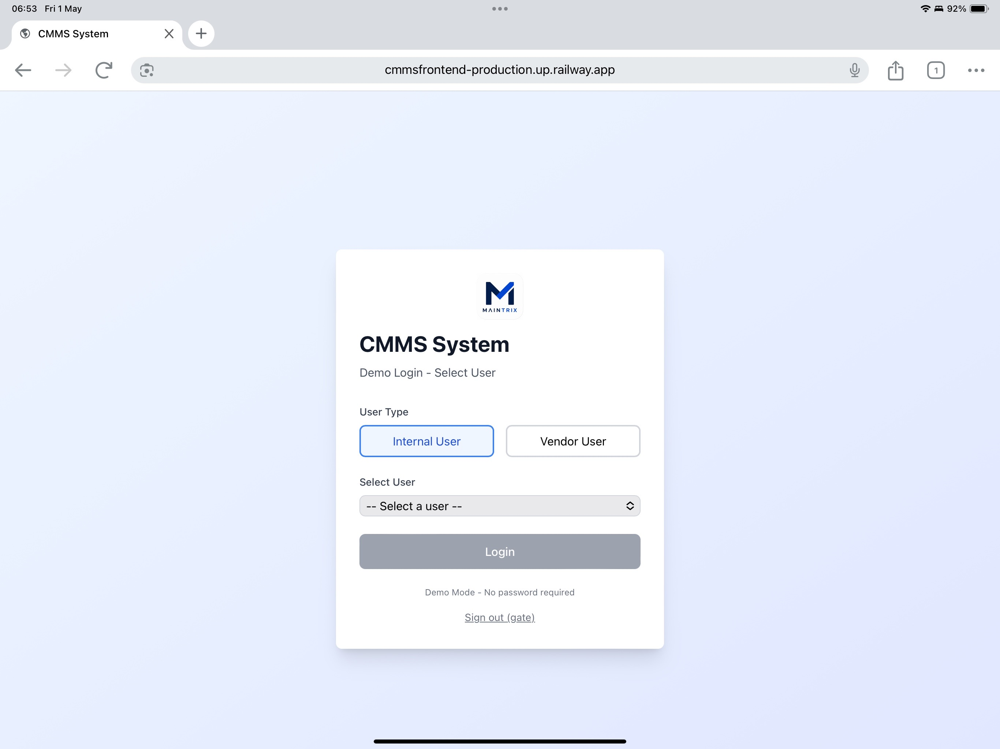 06:53 Fri 1 May
92%
CMMS System
cmmsfrontend-production.up.railway.app
1
MAINTRIX
CMMS System
Demo Login - Select User
User Type
Internal User
Vendor User
Select User
-- Select a user --
Login
Demo Mode - No password required
Sign out (gate)